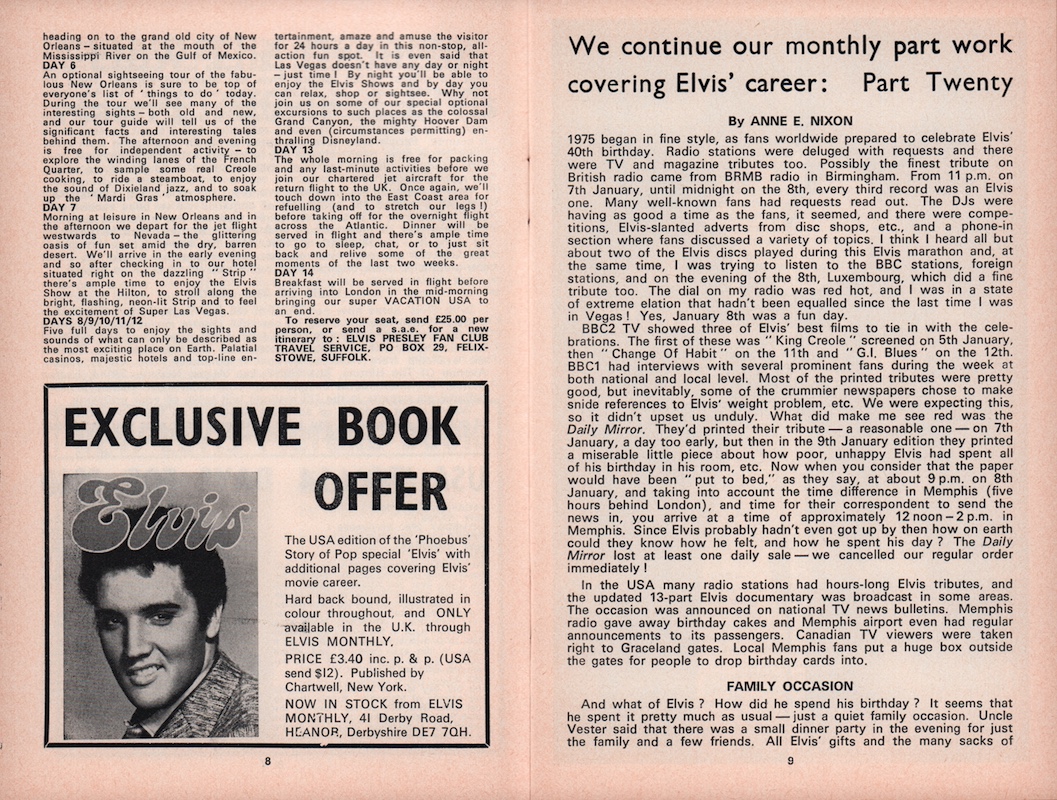 heading on to the grand old city of New
Orleans – situated at the mouth of the
Mississippi River on the Gulf of Mexico.
DAY 6
An optional sightseeing tour of the fabu-
lous New Orleans is sure to be top of
everyone's list of ' things to do ' today.
During the tour we'll see many of the
interesting sights – both old and new,
and our tour guide will tell us of the
significant facts and interesting tales
behind them. The afternoon and evening
is free for independent activity – to
explore the winding lanes of the French
Quarter, to sample some real Creole
cooking, to ride a steamboat, to enjoy
the sound of Dixieland jazz, and to soak
up the ' Mardi Gras ' atmosphere.
DAY 7
Morning at leisure in New Orleans and in
the afternoon we depart for the jet flight
westwards to Nevada – the glittering
oasis of fun set amid the dry, barren
desert. We'll arrive in the early evening
and so after checking in to our hotel
situated right on the dazzling " Strip "
there's ample time to enjoy the Elvis
Show at the Hilton, to stroll along the
bright, flashing, neon-lit Strip and to feel
the excitement of Super Las Vegas.
DAYS 8/9/10/11/12
Five full days to enjoy the sights and
sounds of what can only be described as
the most exciting place on Earth. Palatial
casinos, majestic hotels and top-line en-
tertainment, amaze and amuse the visitor
for 24 hours a day in this non-stop, all-
action fun spot. It is even said that
Las Vegas doesn't have any day or night
– just time ! By night you'll be able to
enjoy the Elvis Shows and by day you
can relax, shop or sightsee. Why not
join us on some of our special optional
excursions to such places as the colossal
Grand Canyon, the mighty Hoover Dam
and even (circumstances permitting) en-
thralling Disneyland.
DAY 13
The whole morning is free for packing
and any last-minute activities before we
join our chartered jet aircraft for the
return flight to the UK. Once again, we'll
touch down into the East Coast area for
refuelling (and to stretch our legs !)
before taking off for the overnight flight
across the Atlantic. Dinner will be
served in flight and there's ample time
to go to sleep, chat, or to just sit
back and relive some of the great
moments of the last two weeks.
DAY 14
Breakfast will be served in flight before
arriving into London in the mid-morning
bringing our super VACATION USA to
an end.
To reserve your seat, send £25.00 per
person, or send a s.a.e. for a new
itinerary to : ELVIS PRESLEY FAN CLUB
TRAVEL SERVICE, PO BOX 29, FELIX-
STOWE, SUFFOLK.
EXCLUSIVE BOOK
OFFER
Elvis
The USA edition of the 'Phoebus'
Story of Pop special 'Elvis' with
additional pages covering Elvis'
movie career.
Hard back bound, illustrated in
colour throughout, and ONLY
available in the U.K. through
ELVIS MONTHLY.
PRICE £3.40 inc. p. & p. (USA
send $12). Published by
Chartwell, New York.
NOW IN STOCK from ELVIS
MONTHLY, 41 Derby Road,
HEANOR, Derbyshire DE7 7QH.
8
We continue our monthly part work
covering Elvis' career: Part Twenty
By ANNE E. NIXON
1975 began in fine style, as fans worldwide prepared to celebrate Elvis'
40th birthday. Radio stations were deluged with requests and there
were TV and magazine tributes too. Possibly the finest tribute on
British radio came from BRMB radio in Birmingham. From 11 p.m. on
7th January, until midnight on the 8th, every third record was an Elvis
one. Many well-known fans had requests read out. The DJs were
having as good a time as the fans, it seemed, and there were compe-
titions, Elvis-slanted adverts from disc shops, etc., and a phone-in
section where fans discussed a variety of topics. I think I heard all but
about two of the Elvis discs played during this Elvis marathon and, at
the same time, I was trying to listen to the BBC stations, foreign
stations, and on the evening of the 8th, Luxembourg, which did a fine
tribute too. The dial on my radio was red hot, and I was in a state
of extreme elation that hadn't been equalled since the last time I was
in Vegas ! Yes, January 8th was a fun day.
BBC2 TV showed three of Elvis' best films to tie in with the cele-
brations. The first of these was " King Creole " screened on 5th January,
then " Change Of Habit " on the 11th and " G.I. Blues " on the 12th.
BBC1 had interviews with several prominent fans during the week at
both national and local level. Most of the printed tributes were pretty
good, but inevitably, some of the crummier newspapers chose to make
snide references to Elvis' weight problem, etc. We were expecting this,
so it didn't upset us unduly. What did make me see red was the
Daily Mirror. They'd printed their tribute — a reasonable one — on 7th
January, a day too early, but then in the 9th January edition they printed
a miserable little piece about how poor, unhappy Elvis had spent all
of his birthday in his room, etc. Now when you consider that the paper
would have been " put to bed," as they say, at about 9 p.m. on 8th
January, and taking into account the time difference in Memphis (five
hours behind London), and time for their correspondent to send the
news in, you arrive at a time of approximately 12 noon – 2 p.m. in
Memphis. Since Elvis probably hadn't even got up by then how on earth
could they know how he felt, and how he spent his day ? The Daily
Mirror lost at least one daily sale — we cancelled our regular order
immediately !
In the USA many radio stations had hours-long Elvis tributes, and
the updated 13-part Elvis documentary was broadcast in some areas.
The occasion was announced on national TV news bulletins. Memphis
radio gave away birthday cakes and Memphis airport even had regular
announcements to its passengers. Canadian TV viewers were taken
right to Graceland gates. Local Memphis fans put a huge box outside
the gates for people to drop birthday cards into.
FAMILY OCCASION
And what of Elvis ? How did he spend his birthday ? It seems that
he spent it pretty much as usual — just a quiet family occasion. Uncle
Vester said that there was a small dinner party in the evening for just
the family and a few friends. All Elvis' gifts and the many sacks of
9